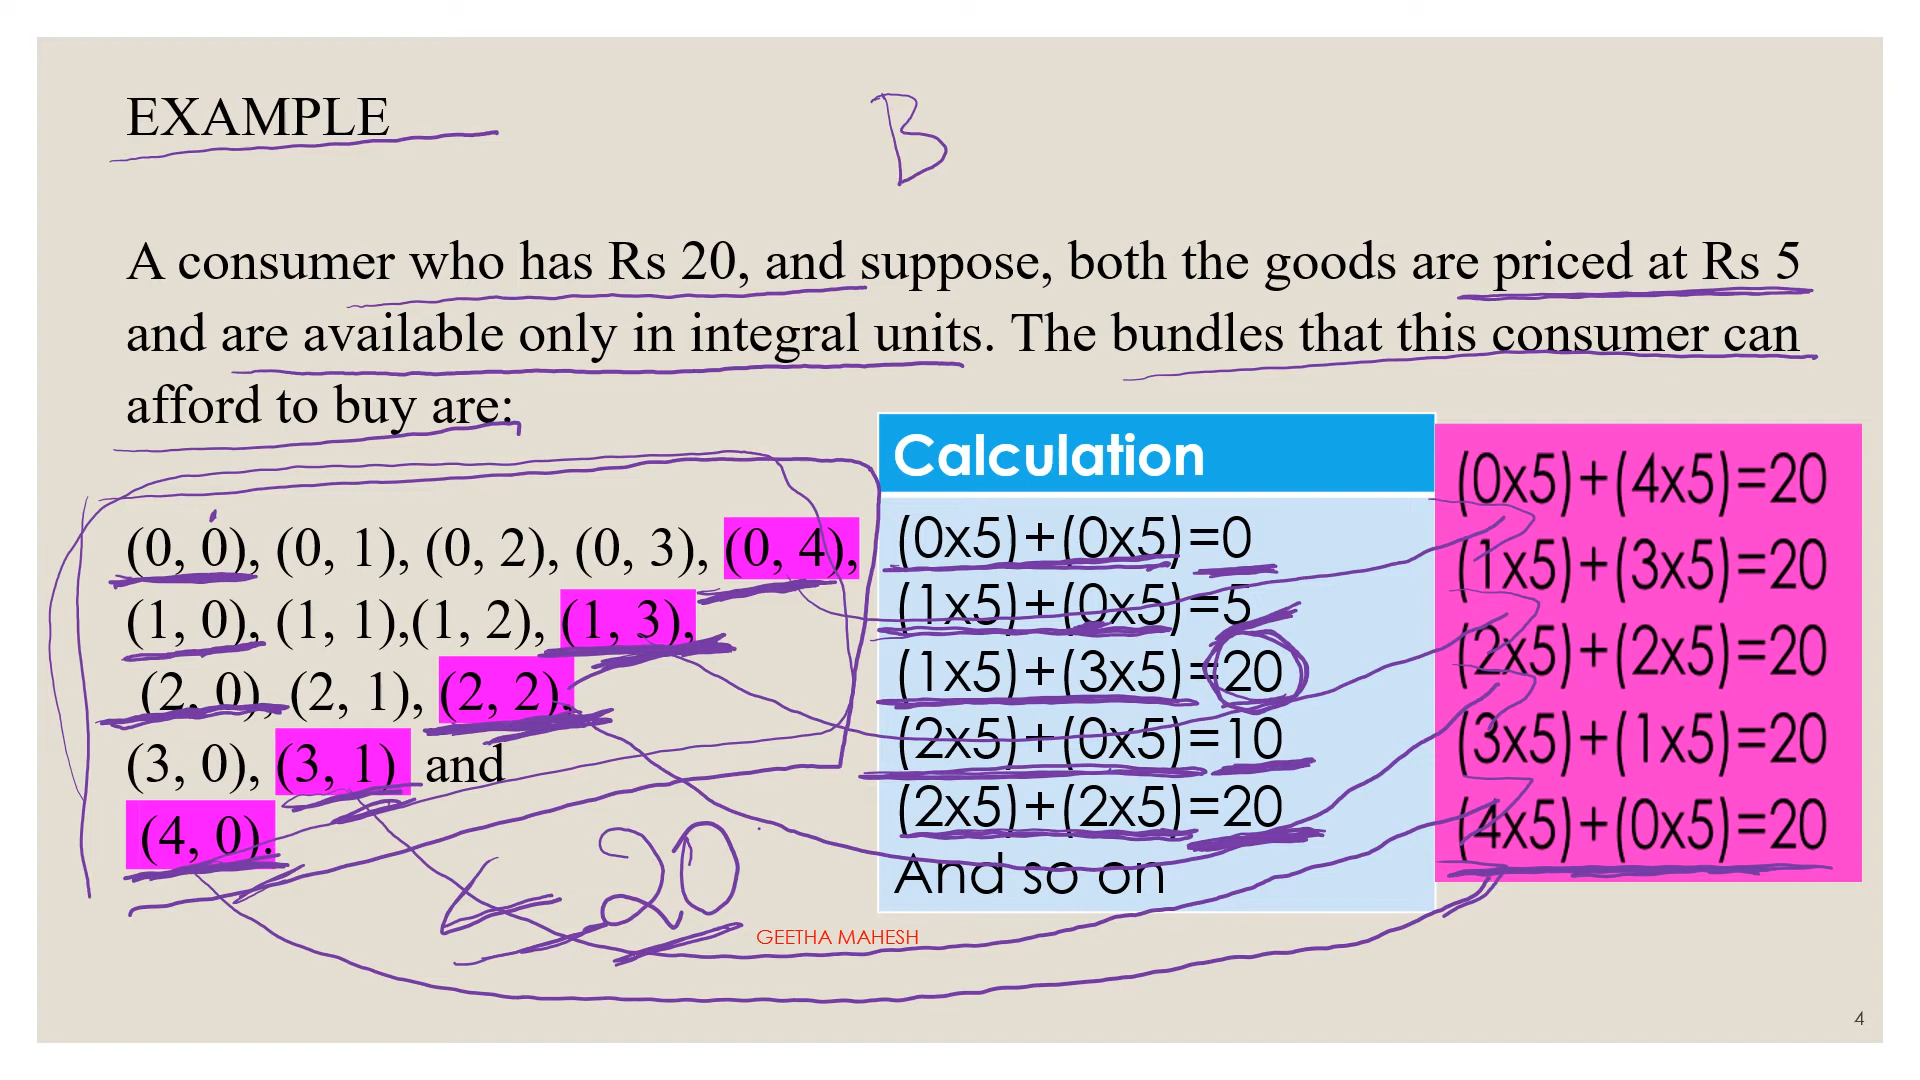 EXAMPLE
B
A consumer who has Rs 20, and suppose, both the goods are priced at Rs 5
and are available only in integral units. The bundles that this consumer can
afford to buy are:
(0, 0), (0, 1), (0, 2), (0, 3), (0, 4),
(1, 0), (1, 1),(1, 2), (1, 3),
(2, 0), (2, 1), (2, 2),
(3, 0), (3, 1) and
(4, 0).
≤ 20
Calculation
(0x5)+(0x5)=0
(1x5)+(0x5)=5
(1x5)+(3x5)=20
(2x5)+(0x5)=10
(2x5)+(2x5)=20
And so on
(0x5)+(4x5)=20
(1x5)+(3x5)=20
(2x5)+(2x5)=20
(3x5)+(1x5)=20
(4x5)+(0x5)=20
GEETHA MAHESH
4